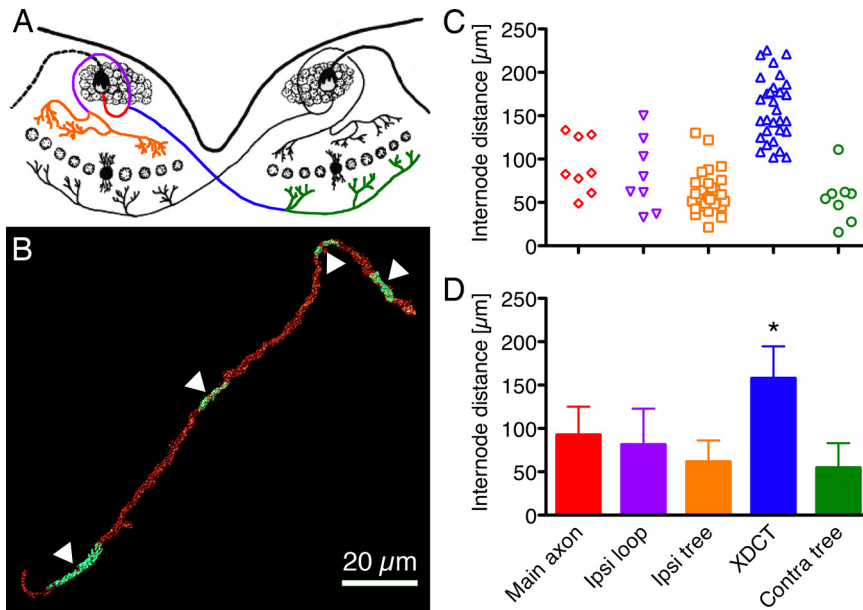 A
B
20 µm
C
Internode distance [µm]
250
200
150
100
50
0
D
Internode distance [µm]
250
200
150
100
50
0
*
Main axon
Ipsi loop
Ipsi tree
XDCT
Contra tree